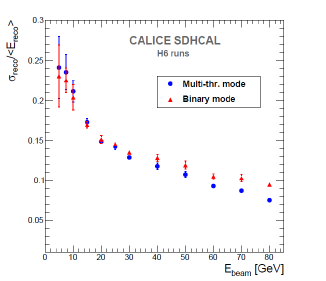 σreco/<Ereco>
0.3
0.25
0.2
0.15
0.1
0.05
CALICE SDHCAL
H6 runs
Multi-thr. mode
Binary mode
0 10 20 30 40 50 60 70 80
Ebeam [GeV]